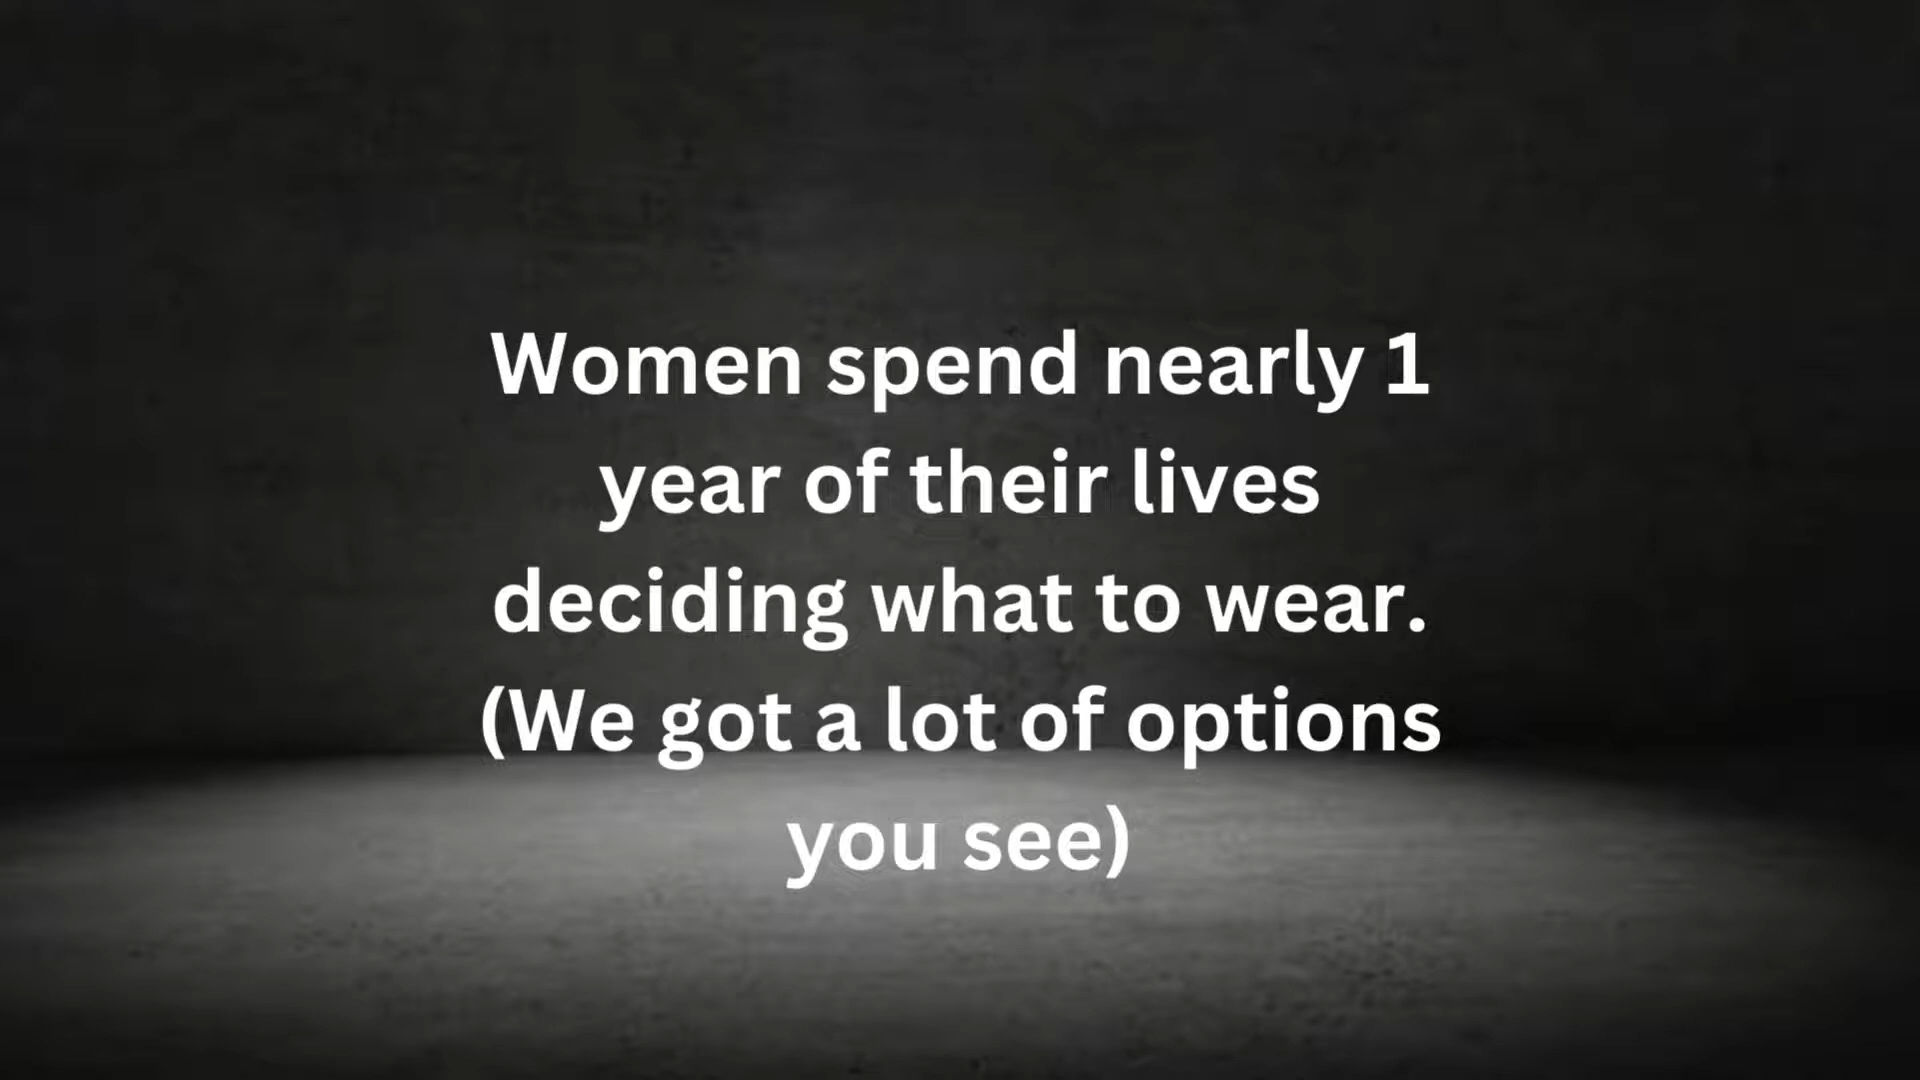 Women spend nearly 1
year of their lives
deciding what to wear.
(We got a lot of options
you see)